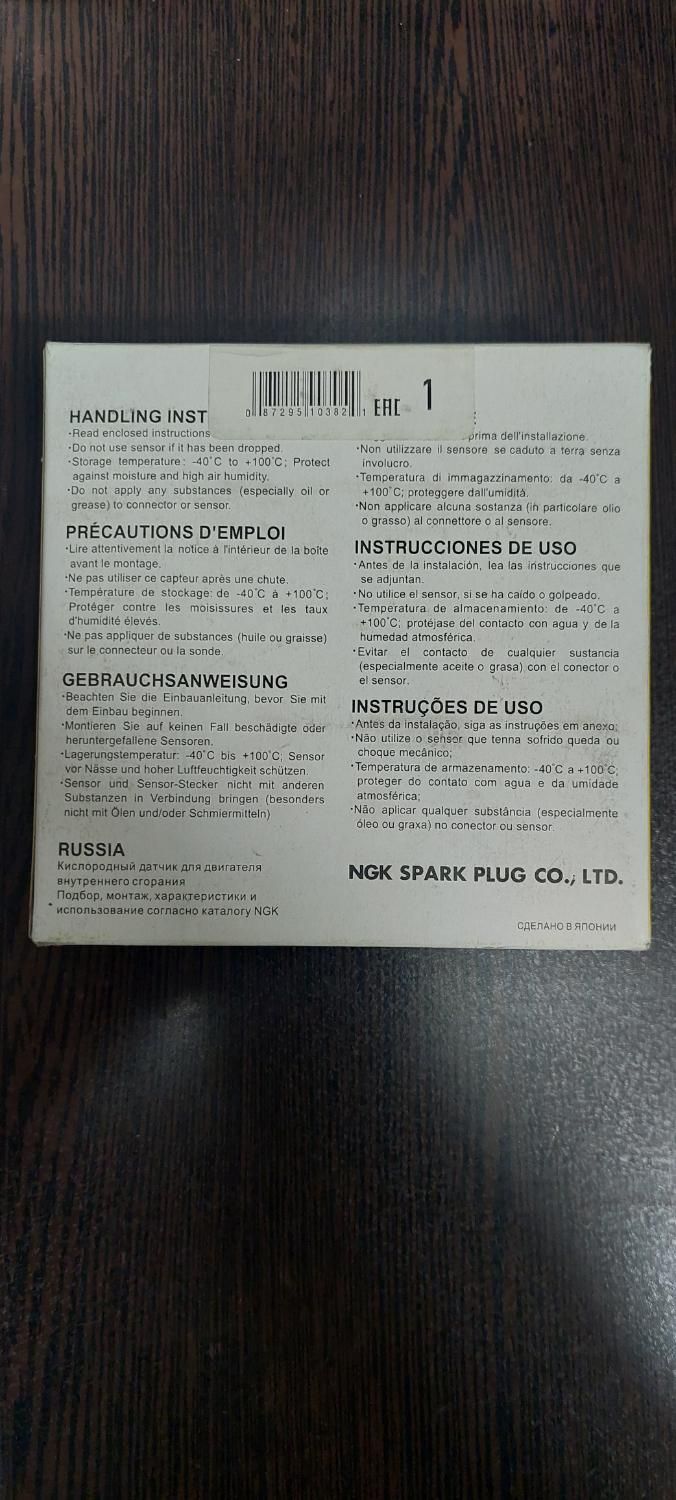 0 87295 10382 1 EAC 1
HANDLING INST
·Read enclosed instructions
·Do not use sensor if it has been dropped.
·Storage temperature: -40°C to +100°C; Protect
against moisture and high air humidity.
·Do not apply any substances (especially oil or
grease) to connector or sensor.
PRÉCAUTIONS D'EMPLOI
·Lire attentivement la notice à l'intérieur de la boîte
avant le montage.
·Ne pas utiliser ce capteur après une chute.
·Température de stockage: de -40°C à +100°C;
Protéger contre les moisissures et les taux
d'humidité élevés.
·Ne pas appliquer de substances (huile ou graisse)
sur le connecteur ou la sonde.
GEBRAUCHSANWEISUNG
·Beachten Sie die Einbauanleitung, bevor Sie mit
dem Einbau beginnen.
·Montieren Sie auf keinen Fall beschädigte oder
heruntergefallene Sensoren.
·Lagerungstemperatur: -40°C bis +100°C; Sensor
vor Nässe und hoher Luftfeuchtigkeit schützen.
·Sensor und Sensor-Stecker nicht mit anderen
Substanzen in Verbindung bringen (besonders
nicht mit Ölen und/oder Schmiermitteln)
RUSSIA
Кислородный датчик для двигателя
внутреннего сгорания
Подбор, монтаж, характеристики и
использование согласно каталогу NGK
prima dell'installazione.
·Non utilizzare il sensore se caduto a terra senza
involucro.
·Temperatura di immagazzinamento: da -40°C a
+100°C; proteggere dall'umidità.
·Non applicare alcuna sostanza (in particolare olio
o grasso) al connettore o al sensore.
INSTRUCCIONES DE USO
·Antes de la instalación, lea las instrucciones que
se adjuntan.
·No utilice el sensor, si se ha caído o golpeado.
·Temperatura de almacenamiento: de -40°C a
+100°C; protéjase del contacto con agua y de la
humedad atmosférica.
·Evitar el contacto de cualquier sustancia
(especialmente aceite o grasa) con el conector o
el sensor.
INSTRUÇÕES DE USO
·Antes da instalação, siga as instruções em anexo;
·Não utilize o sensor que tenna sofrido queda ou
choque mecânico;
·Temperatura de armazenamento: -40°C a +100°C;
proteger do contato com agua e da umidade
atmosférica;
·Não aplicar qualquer substância (especialmente
óleo ou graxa) no conector ou sensor.
NGK SPARK PLUG CO., LTD.
СДЕЛАНО В ЯПОНИИ